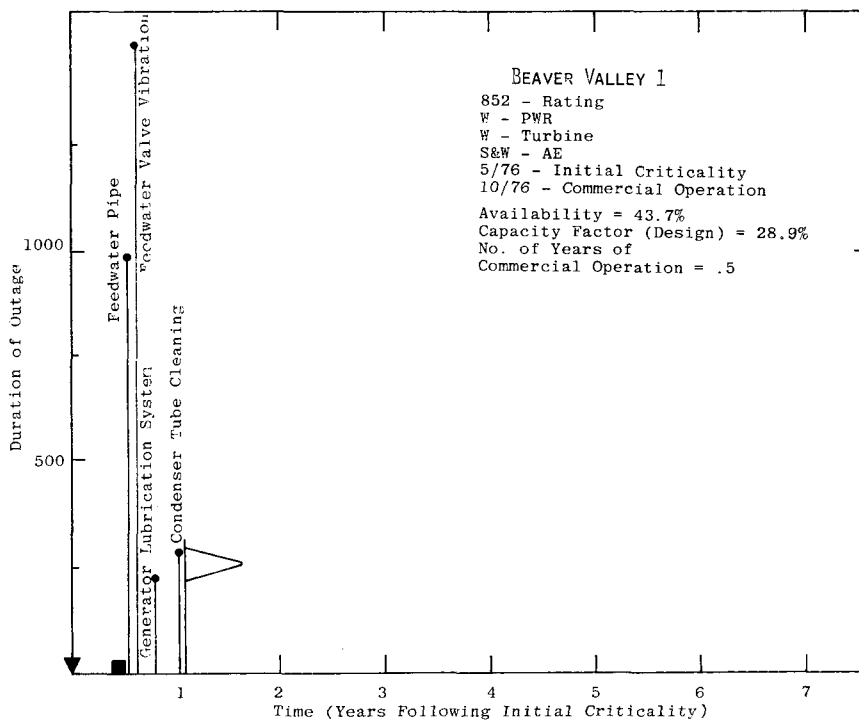 BEAVER VALLEY 1
852 - Rating
W - PWR
W - Turbine
S&W - AE
5/76 - Initial Criticality
10/76 - Commercial Operation
Availability = 43.7%
Capacity Factor (Design) = 28.9%
No. of Years of
Commercial Operation = .5
Duration of Outage
1000
500
Feedwater Pipe
Feedwater Valve Vibration
Generator Lubrication System
Condenser Tube Cleaning
1 2 3 4 5 6 7
Time (Years Following Initial Criticality)